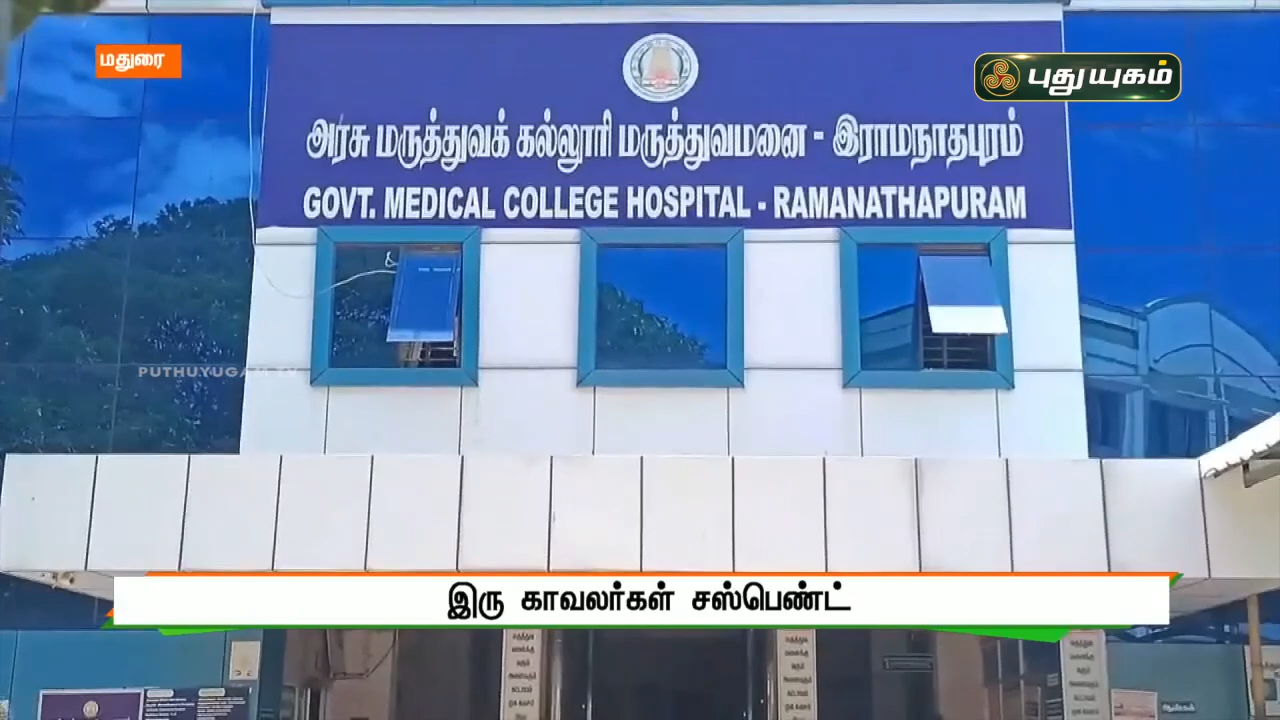 மதுரை
புதுயுகம்
அரசு மருத்துவக் கல்லூரி மருத்துவமனை - இராமநாதபுரம்
GOVT. MEDICAL COLLEGE HOSPITAL - RAMANATHAPURAM
PUTHUYUGAM TV
இரு காவலர்கள் சஸ்பெண்ட்